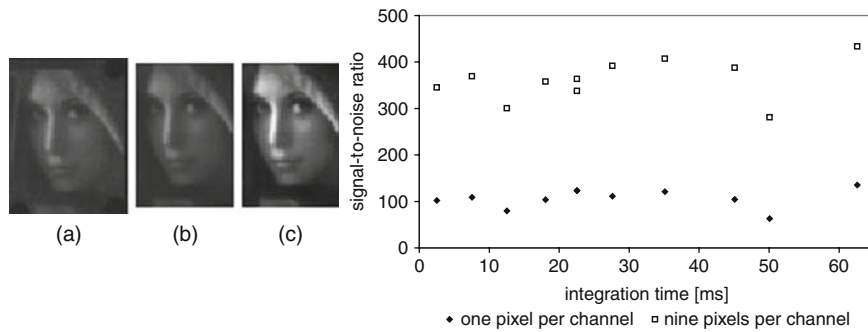 (a)
(b)
(c)
signal-to-noise ratio
500
400
300
200
100
0
0 10 20 30 40 50 60
integration time [ms]
◆ one pixel per channel □ nine pixels per channel